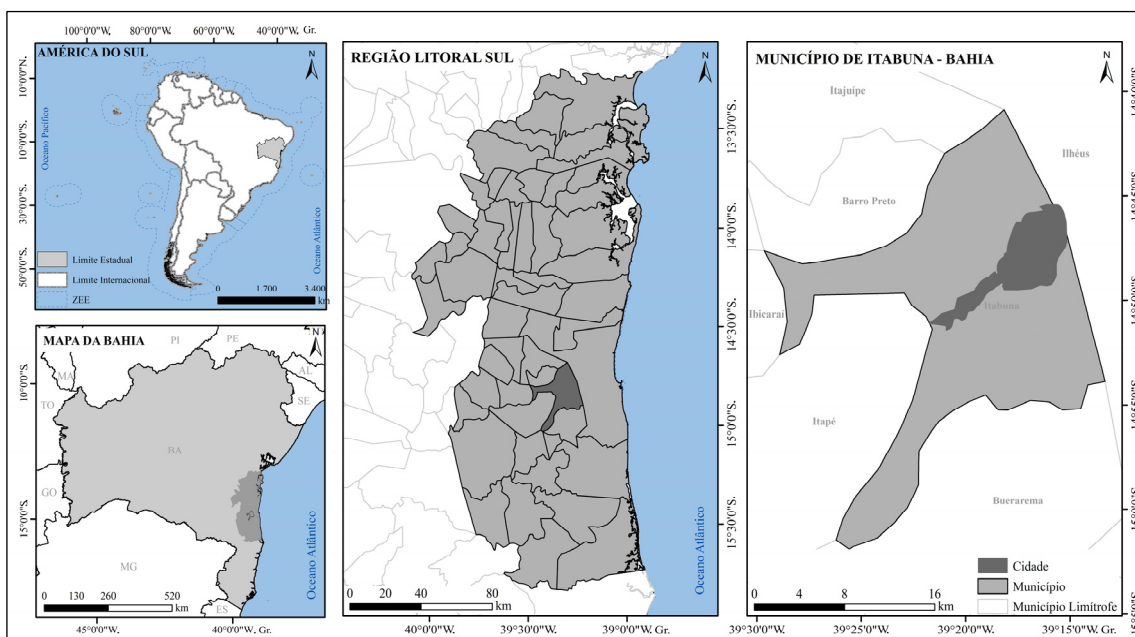 100°0'0"W. 80°0'0"W. 60°0'0"W. 40°0'0"W. Gr.
AMÉRICA DO SUL
N
10°0'0"N.
10°0'0"S.
30°0'0"S.
50°0'0"S.
Oceano Pacífico
Oceano Atlântico
Limite Estadual
Limite Internacional
ZEE
0 1.700 3.400
km
MAPA DA BAHIA
N
PI
PE
MA
AL
SE
TO
BA
GO
MG
ES
10°0'0"S.
15°0'0"S.
Oceano Atlântico
0 130 260 520
km
45°0'0"W. 40°0'0"W. Gr.
REGIÃO LITORAL SUL
N
13°30'0"S.
14°0'0"S.
14°30'0"S.
15°0'0"S.
15°30'0"S.
Oceano Atlântico
0 20 40 80
km
40°0'0"W. 39°30'0"W. 39°0'0"W. Gr.
MUNICÍPIO DE ITABUNA - BAHIA
N
Itajuípe
Ilhéus
Barro Preto
Ibicaraí
Itabuna
Itapé
Buerarema
Cidade
Município
Município Limítrofe
0 4 8 16
km
39°30'0"W. 39°25'0"W. 39°20'0"W. 39°15'0"W. Gr.